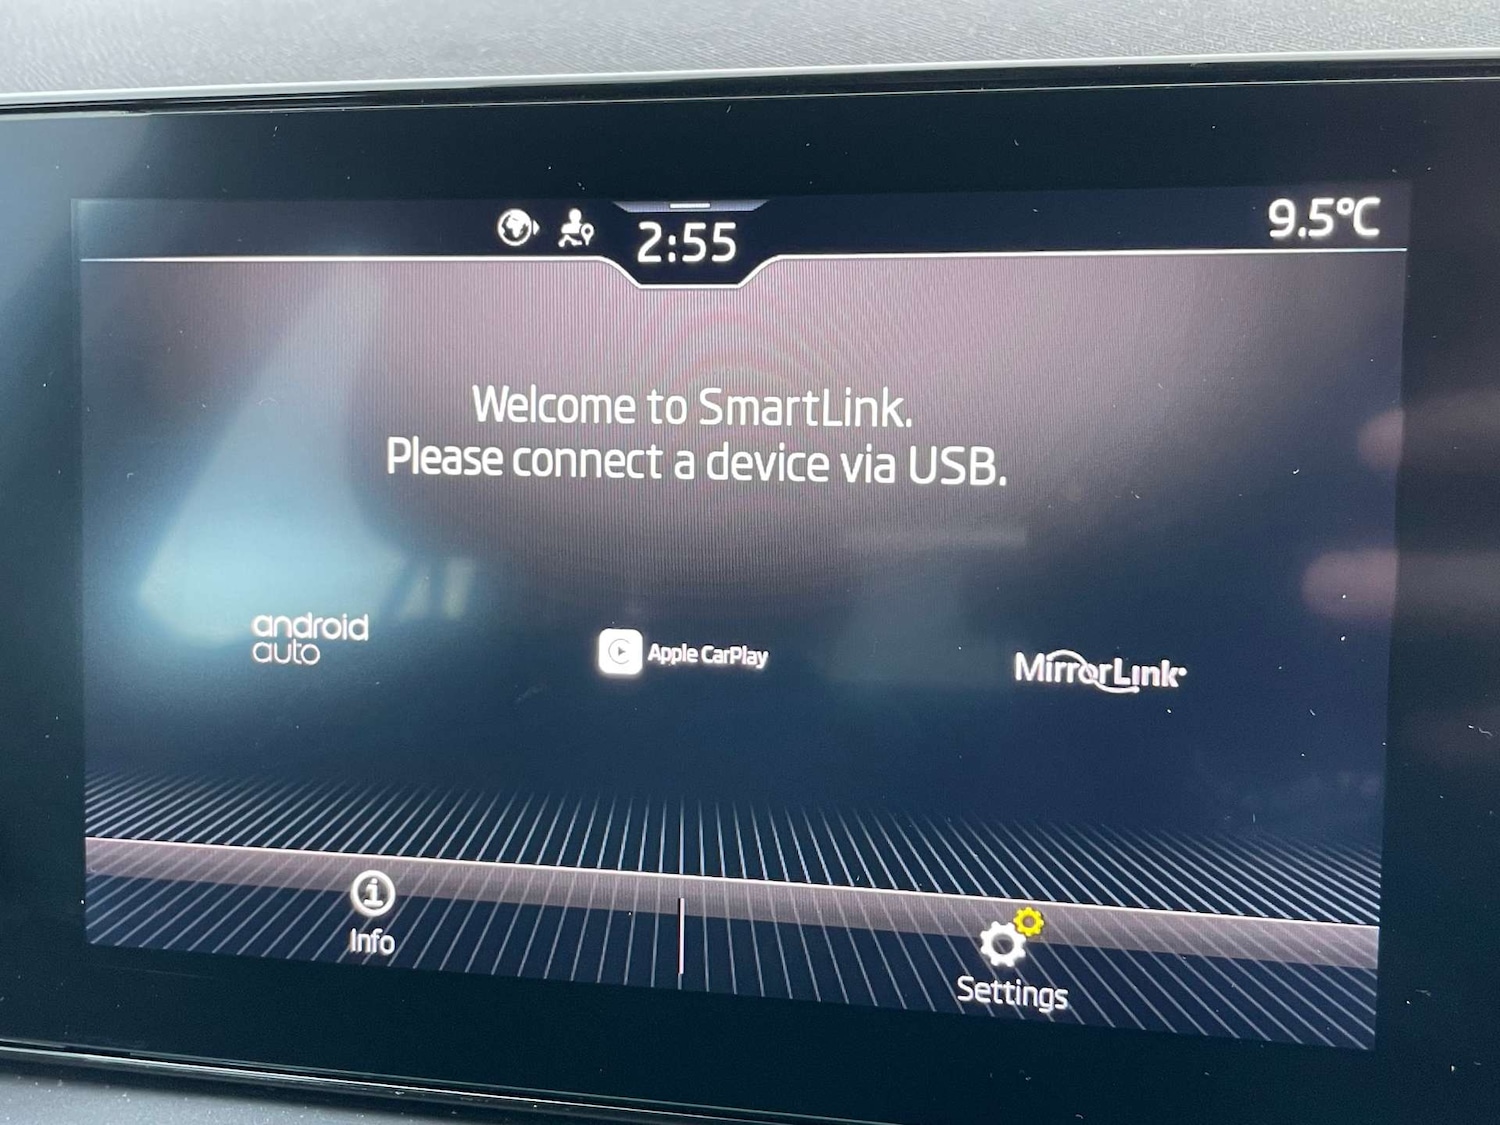 2:55
9.5°C
Welcome to SmartLink.
Please connect a device via USB.
android
auto
Apple CarPlay
MirrorLink
Info
Settings